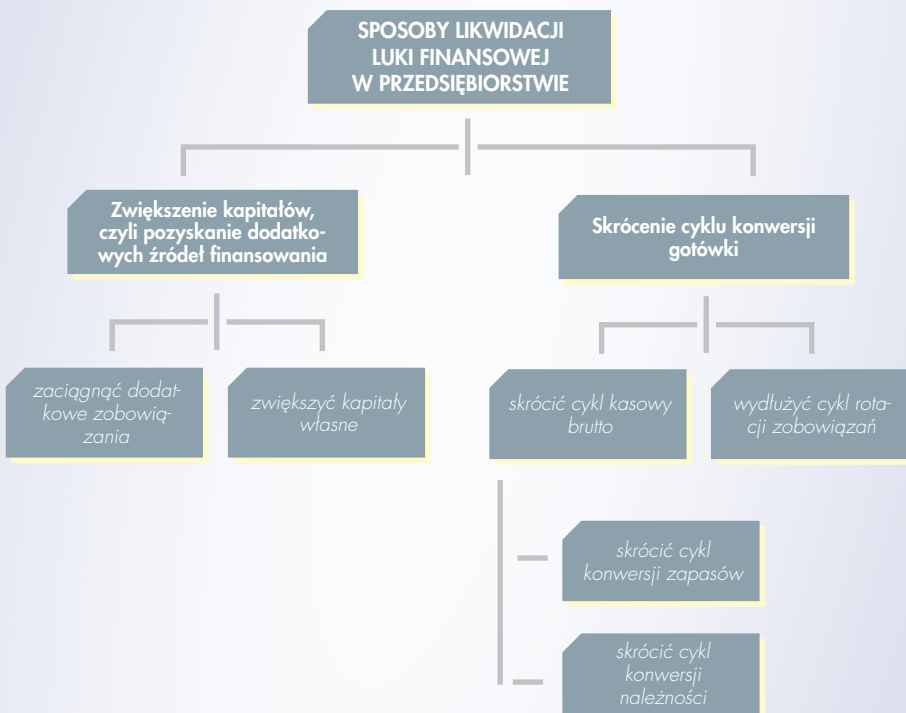 SPOSOBY LIKWIDACJI
LUKI FINANSOWEJ
W PRZEDSIĘBIORSTWIE
Zwiększenie kapitałów,
czyli pozyskanie dodatko-
wych źródeł finansowania
Skrócenie cyklu konwersji
gotówki
zaciągnąć dodat-
kowe zobowią-
zania
zwiększyć kapitały
własne
skrócić cykl kasowy
brutto
wydłużyć cykl rota-
cji zobowiązań
skrócić cykl
konwersji zapasów
skrócić cykl
konwersji
należności